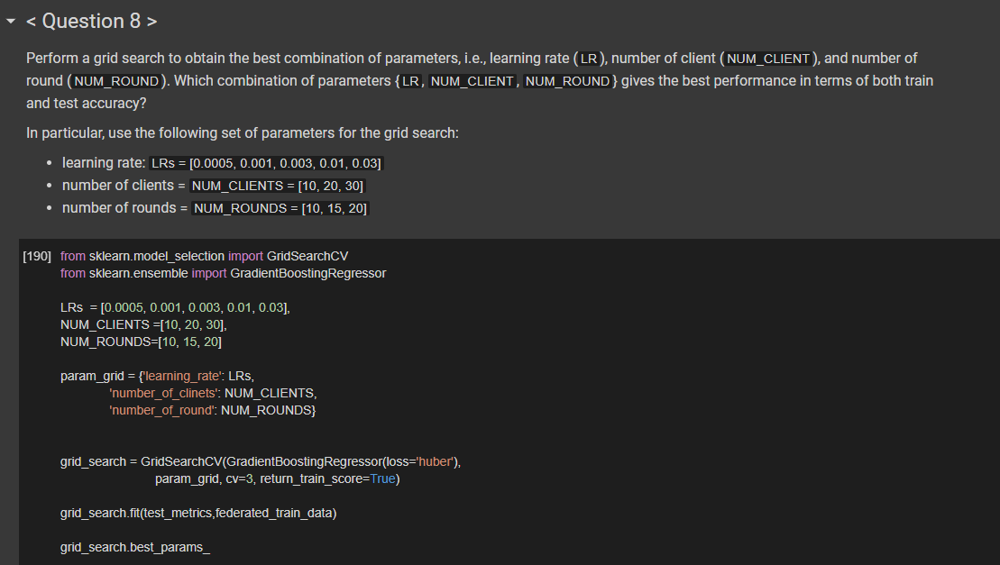 < Question 8 >
Perform a grid search to obtain the best combination of parameters, i.e., learning rate ( LR ), number of client ( NUM_CLIENT ), and number of
round ( NUM_ROUND ). Which combination of parameters { LR , NUM_CLIENT , NUM_ROUND } gives the best performance in terms of both train
and test accuracy?
In particular, use the following set of parameters for the grid search:
• learning rate: LRs = [0.0005, 0.001, 0.003, 0.01, 0.03]
• number of clients = NUM_CLIENTS = [10, 20, 30]
• number of rounds = NUM_ROUNDS = [10, 15, 20]
[190] from sklearn.model_selection import GridSearchCV
from sklearn.ensemble import GradientBoostingRegressor
LRs = [0.0005, 0.001, 0.003, 0.01, 0.03],
NUM_CLIENTS =[10, 20, 30],
NUM_ROUNDS=[10, 15, 20]
param_grid = {'learning_rate': LRs,
'number_of_clinets': NUM_CLIENTS,
'number_of_round': NUM_ROUNDS}
grid_search = GridSearchCV(GradientBoostingRegressor(loss='huber'),
param_grid, cv=3, return_train_score=True)
grid_search.fit(test_metrics,federated_train_data)
grid_search.best_params_